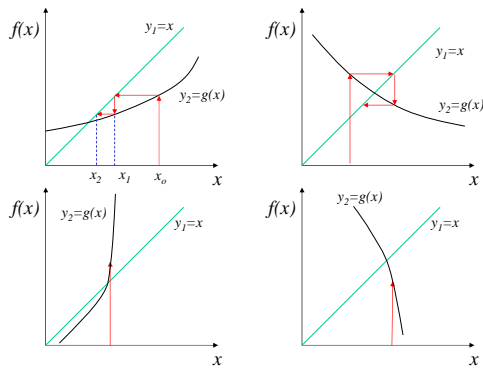 f(x)
y₁=x
y₂=g(x)
x₂
x₁
xₒ
x
f(x)
y₁=x
y₂=g(x)
x
f(x)
y₂=g(x)
y₁=x
x
f(x)
y₂=g(x)
y₁=x
x